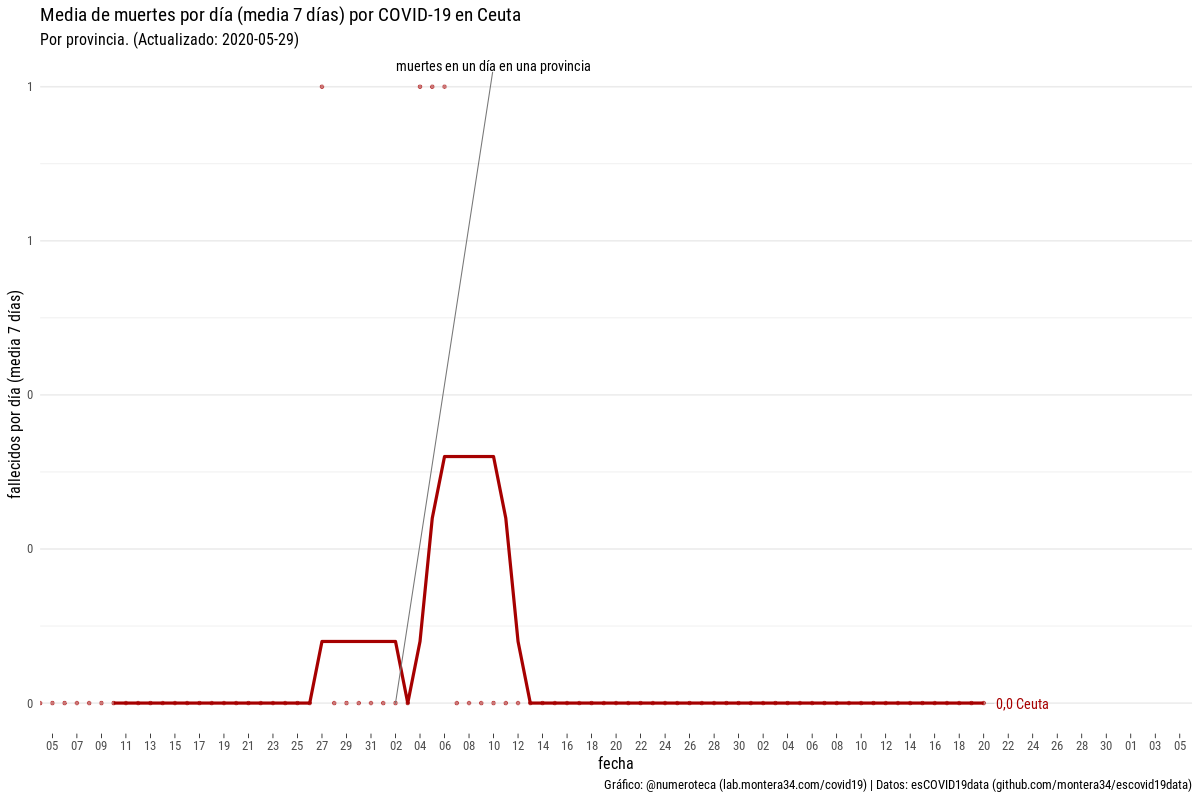 Media de muertes por día (media 7 días) por COVID-19 en Ceuta
Por provincia. (Actualizado: 2020-05-29)
muertes en un día en una provincia
1
1
0
0
0
fallecidos por día (media 7 días)
0,0 Ceuta
05 07 09 11 13 15 17 19 21 23 25 27 29 31 02 04 06 08 10 12 14 16 18 20 22 24 26 28 30 02 04 06 08 10 12 14 16 18 20 22 24 26 28 30 01 03 05
fecha
Gráfico: @numeroteca (lab.montera34.com/covid19) | Datos: esCOVID19data (github.com/montera34/escovid19data)